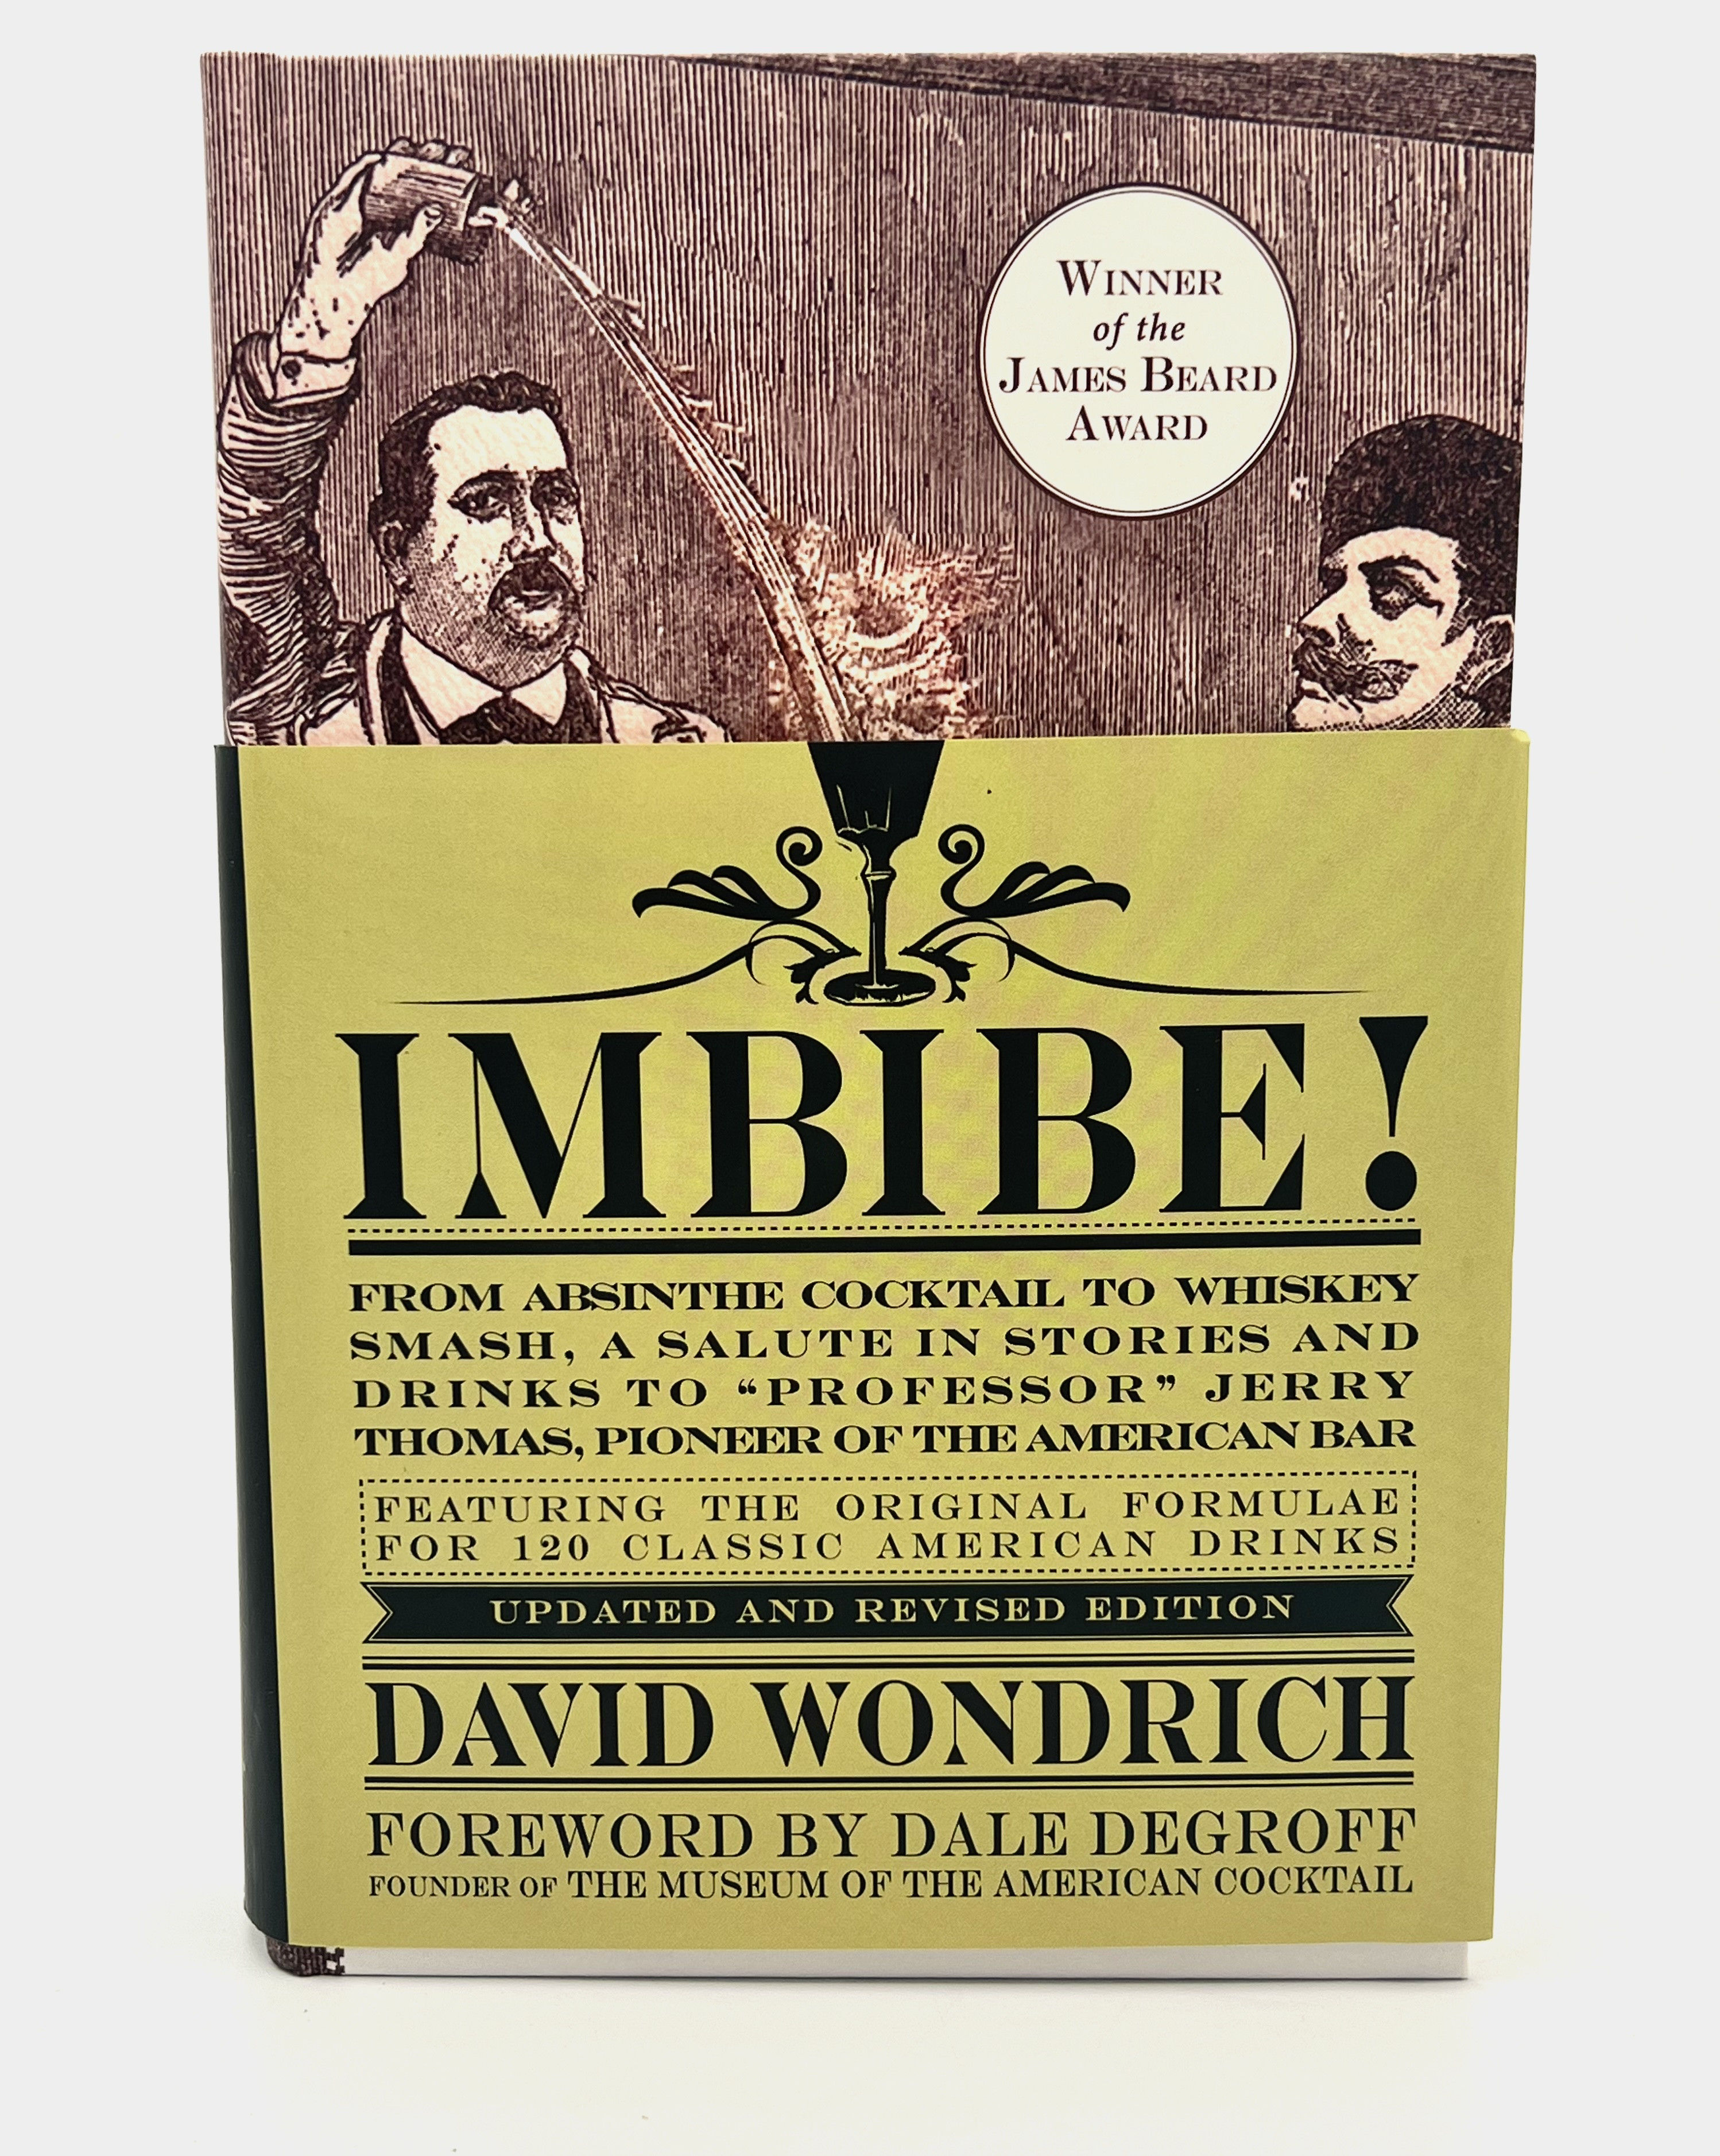 WINNER
of the
JAMES BEARD
AWARD
IMBIBE!
FROM ABSINTHE COCKTAIL TO WHISKEY
SMASH, A SALUTE IN STORIES AND
DRINKS TO “PROFESSOR” JERRY
THOMAS, PIONEER OF THE AMERICAN BAR
FEATURING THE ORIGINAL FORMULAE
FOR 120 CLASSIC AMERICAN DRINKS
UPDATED AND REVISED EDITION
DAVID WONDRICH
FOREWORD BY DALE DEGROFF
FOUNDER OF THE MUSEUM OF THE AMERICAN COCKTAIL